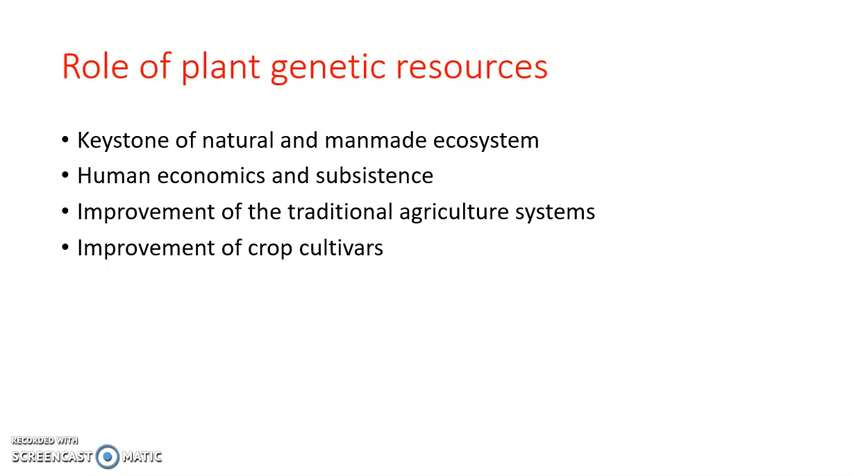 Role of plant genetic resources
• Keystone of natural and manmade ecosystem
• Human economics and subsistence
• Improvement of the traditional agriculture systems
• Improvement of crop cultivars
RECORDED WITH
SCREENCAST MATIC